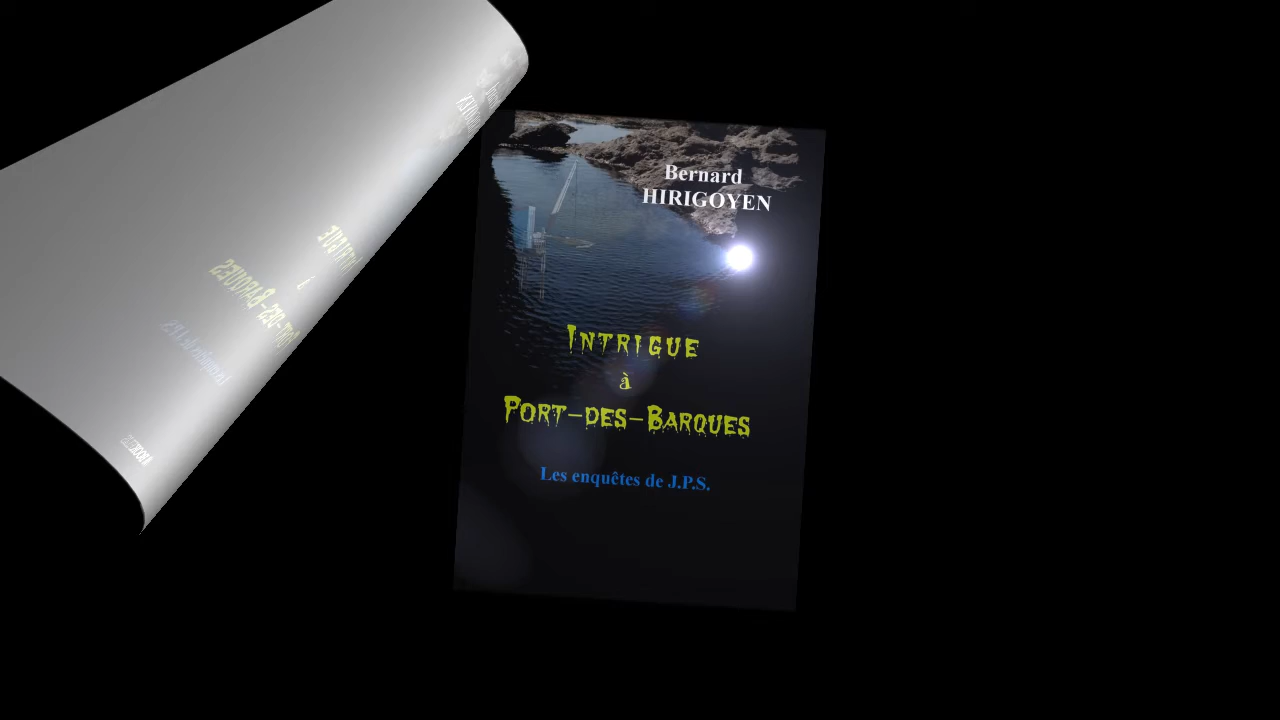 Bernard
HIRIGOYEN
INTRIGUE
à
PORT-DES-BARQUES
Les enquêtes de J.P.S.